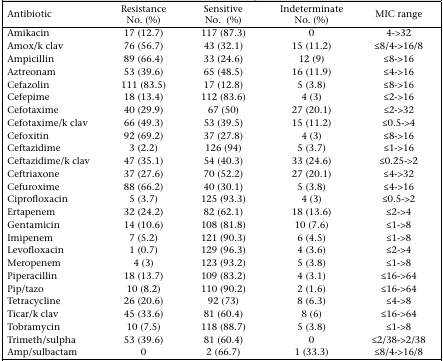 Antibiotic Resistance No. (%) Sensitive No. (%) Indeterminate No. (%) MIC range
Amikacin 17 (12.7) 117 (87.3) 0 4->32
Amox/k clav 76 (56.7) 43 (32.1) 15 (11.2) ≤8/4->16/8
Ampicillin 89 (66.4) 33 (24.6) 12 (9) ≤8->16
Aztreonam 53 (39.6) 65 (48.5) 16 (11.9) ≤4->16
Cefazolin 111 (83.5) 17 (12.8) 5 (3.8) ≤8->16
Cefepime 18 (13.4) 112 (83.6) 4 (3) ≤2->16
Cefotaxime 40 (29.9) 67 (50) 27 (20.1) ≤2->32
Cefotaxime/k clav 66 (49.3) 53 (39.5) 15 (11.2) ≤0.5->4
Cefoxitin 92 (69.2) 37 (27.8) 4 (3) ≤8->16
Ceftazidime 3 (2.2) 126 (94) 5 (3.7) ≤1->16
Ceftazidime/k clav 47 (35.1) 54 (40.3) 33 (24.6) ≤0.25->2
Ceftriaxone 37 (27.6) 70 (52.2) 27 (20.1) ≤4->32
Cefuroxime 88 (66.2) 40 (30.1) 5 (3.8) ≤4->16
Ciprofloxacin 5 (3.7) 125 (93.3) 4 (3) ≤0.5->2
Ertapenem 32 (24.2) 82 (62.1) 18 (13.6) ≤2->4
Gentamicin 14 (10.6) 108 (81.8) 10 (7.6) ≤1->8
Imipenem 7 (5.2) 121 (90.3) 6 (4.5) ≤1->8
Levofloxacin 1 (0.7) 129 (96.3) 4 (3.6) ≤2->4
Meropenem 4 (3) 123 (93.2) 5 (3.8) ≤1->8
Piperacillin 18 (13.7) 109 (83.2) 4 (3.1) ≤16->64
Pip/tazo 10 (8.2) 110 (90.2) 2 (1.6) ≤16->64
Tetracycline 26 (20.6) 92 (73) 8 (6.3) ≤4->8
Ticar/k clav 45 (33.6) 81 (60.4) 8 (6) ≤16->64
Tobramycin 10 (7.5) 118 (88.7) 5 (3.8) ≤1->8
Trimeth/sulpha 53 (39.6) 81 (60.4) 0 ≤2/38->2/38
Amp/sulbactam 0 2 (66.7) 1 (33.3) ≤8/4->16/8